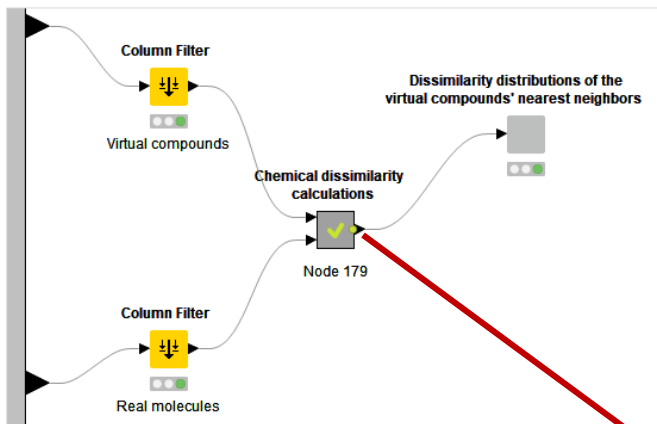 Column Filter
Virtual compounds
Dissimilarity distributions of the
virtual compounds' nearest neighbors
Chemical dissimilarity
calculations
Node 179
Column Filter
Real molecules